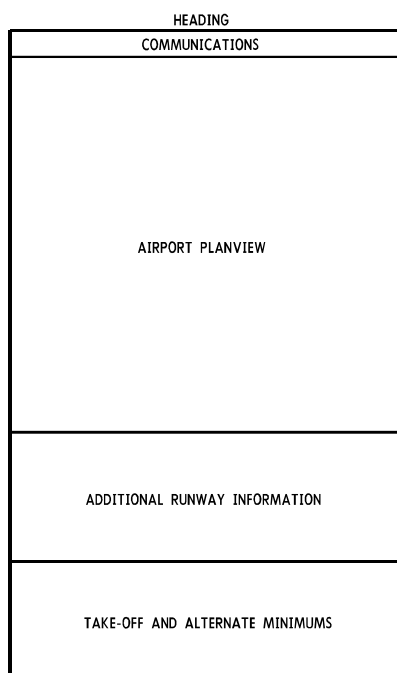 HEADING
COMMUNICATIONS
AIRPORT PLANVIEW
ADDITIONAL RUNWAY INFORMATION
TAKE-OFF AND ALTERNATE MINIMUMS